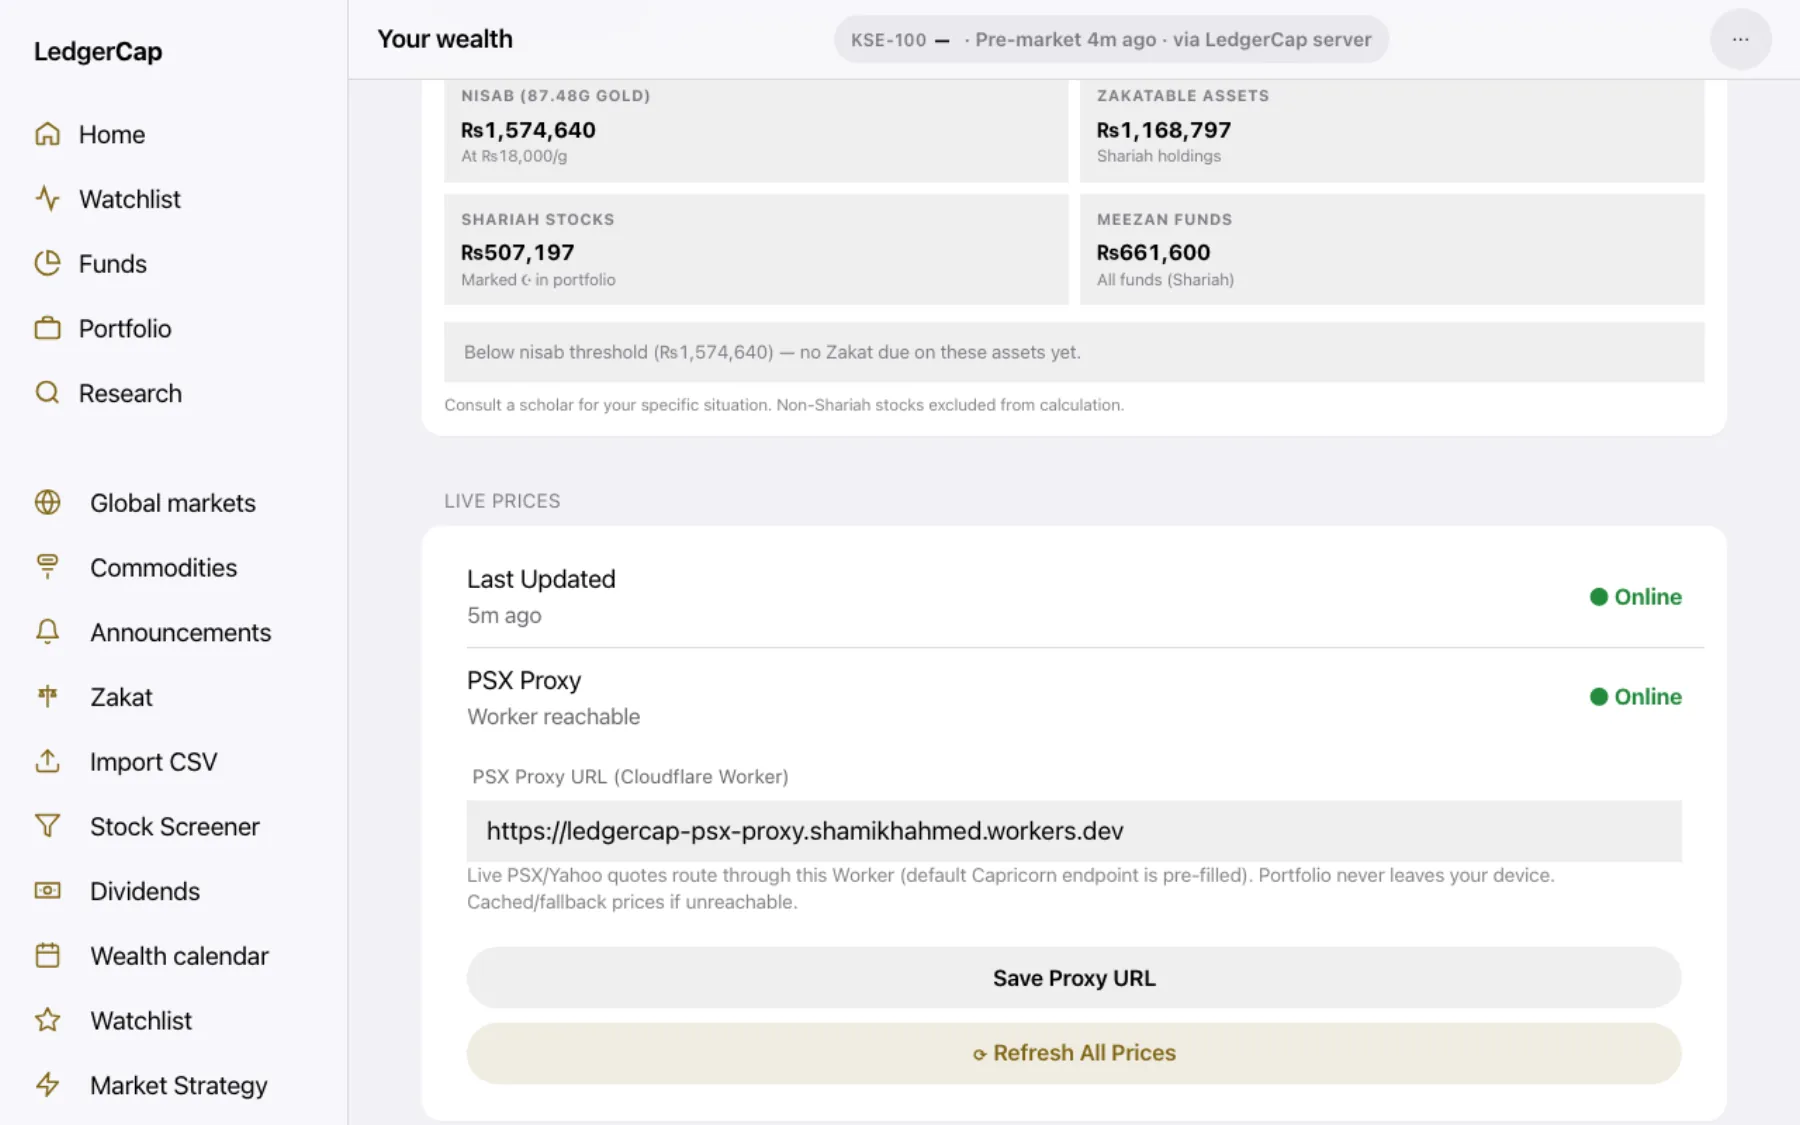 LedgerCap
Home
Watchlist
Funds
Portfolio
Research
Global markets
Commodities
Announcements
Zakat
Import CSV
Stock Screener
Dividends
Wealth calendar
Watchlist
Market Strategy
Your wealth
KSE-100 — · Pre-market 4m ago · via LedgerCap server
...
NISAB (87.48G GOLD)
₨1,574,640
At ₨18,000/g
ZAKATABLE ASSETS
₨1,168,797
Shariah holdings
SHARIAH STOCKS
₨507,197
Marked ☪ in portfolio
MEEZAN FUNDS
₨661,600
All funds (Shariah)
Below nisab threshold (₨1,574,640) — no Zakat due on these assets yet.
Consult a scholar for your specific situation. Non-Shariah stocks excluded from calculation.
LIVE PRICES
Last Updated
5m ago
Online
PSX Proxy
Worker reachable
Online
PSX Proxy URL (Cloudflare Worker)
https://ledgercap-psx-proxy.shamikhahmed.workers.dev
Live PSX/Yahoo quotes route through this Worker (default Capricorn endpoint is pre-filled). Portfolio never leaves your device.
Cached/fallback prices if unreachable.
Save Proxy URL
⟳ Refresh All Prices